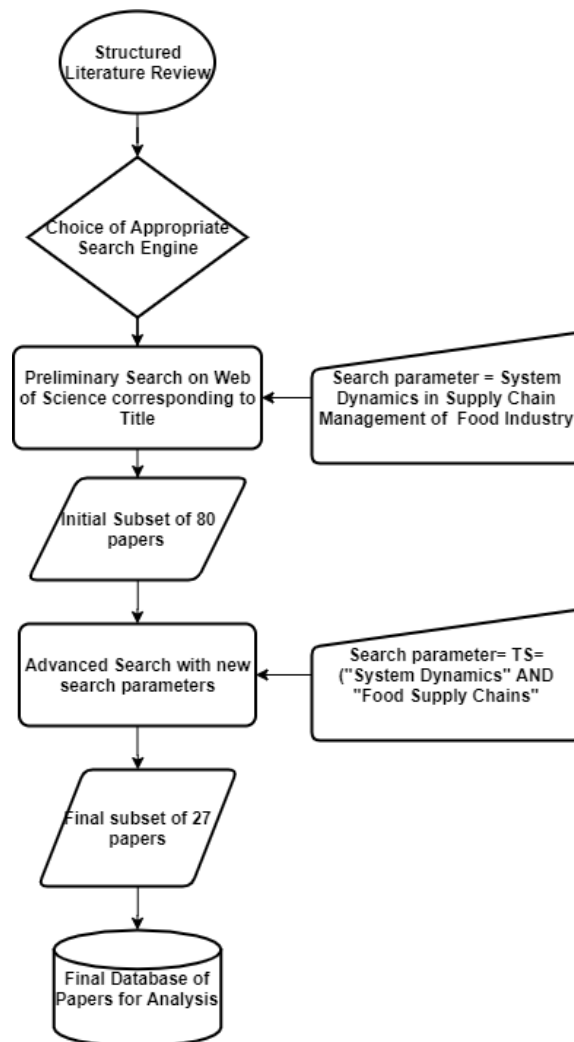 Structured
Literature Review
Choice of Appropriate
Search Engine
Preliminary Search on Web
of Science corresponding to
Title
Search parameter = System
Dynamics in Supply Chain
Management of Food Industry
Initial Subset of 80
papers
Advanced Search with new
search parameters
Search parameter= TS=
("System Dynamics" AND
"Food Supply Chains"
Final subset of 27
papers
Final Database of
Papers for Analysis